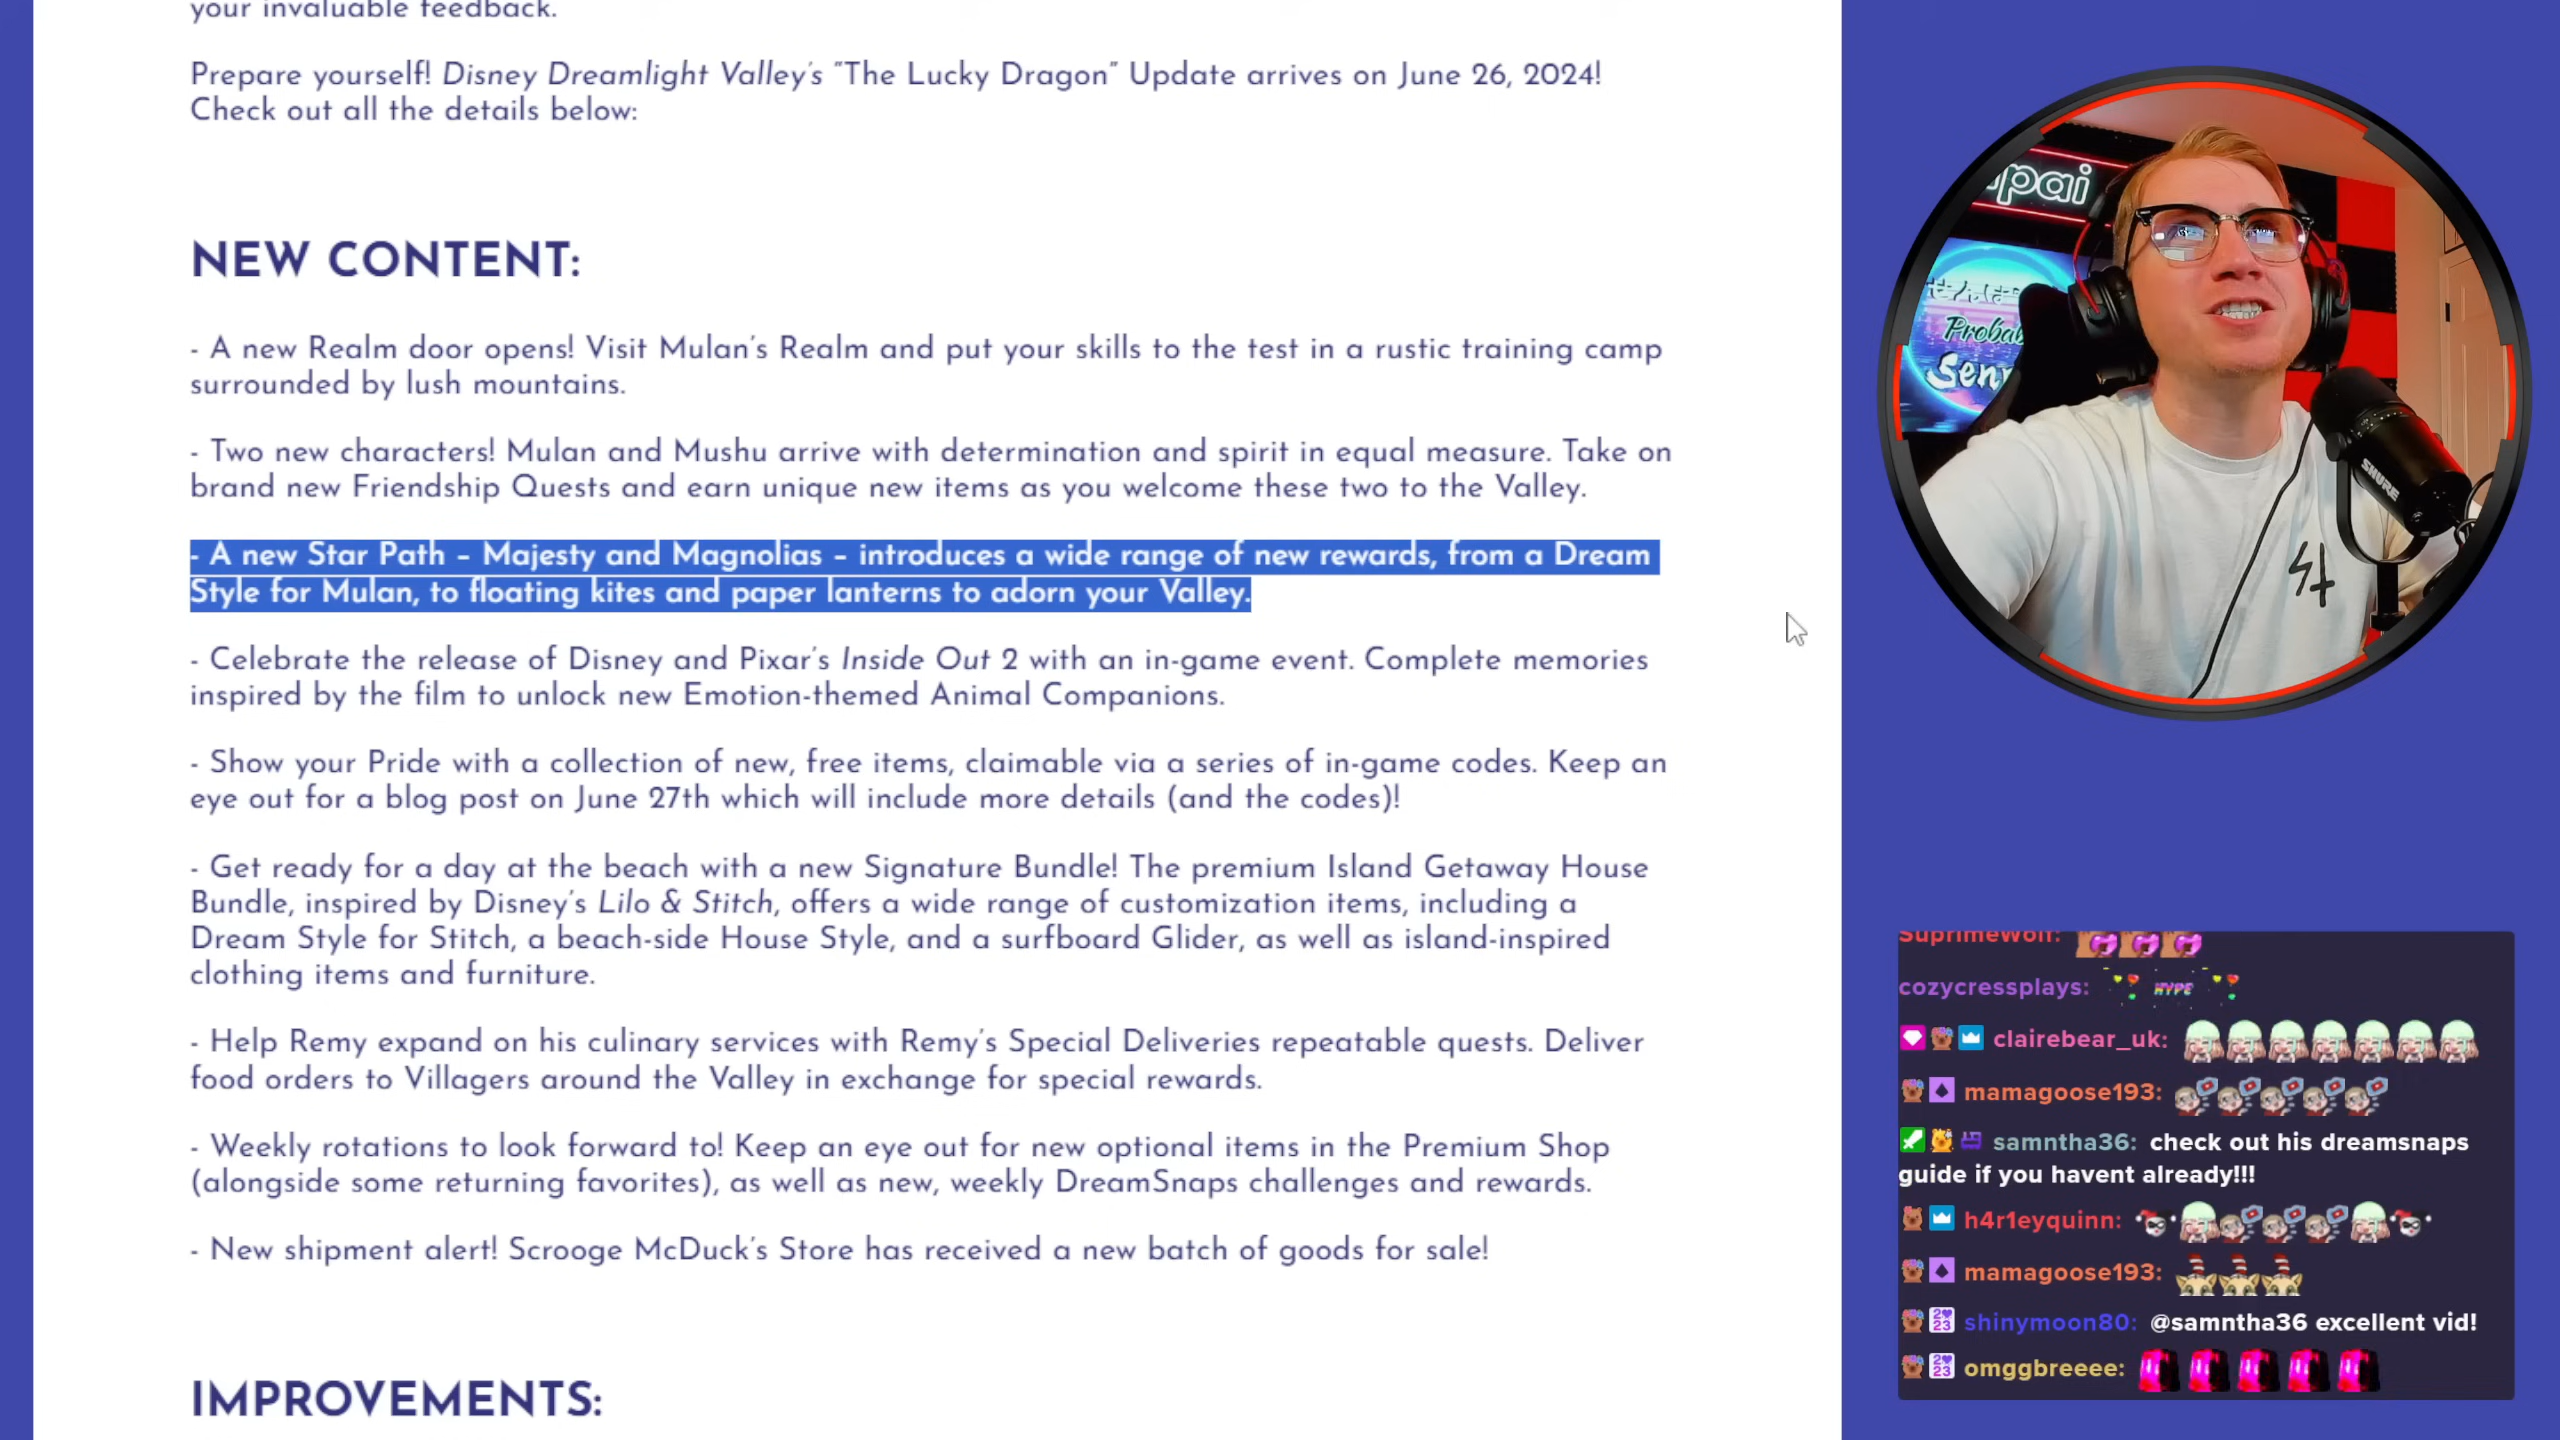 your invaluable feedback.
Prepare yourself! Disney Dreamlight Valley's "The Lucky Dragon" Update arrives on June 26, 2024!
Check out all the details below:
NEW CONTENT:
- A new Realm door opens! Visit Mulan's Realm and put your skills to the test in a rustic training camp
surrounded by lush mountains.
- Two new characters! Mulan and Mushu arrive with determination and spirit in equal measure. Take on
brand new Friendship Quests and earn unique new items as you welcome these two to the Valley.
- A new Star Path – Majesty and Magnolias – introduces a wide range of new rewards, from a Dream
Style for Mulan, to floating kites and paper lanterns to adorn your Valley.
- Celebrate the release of Disney and Pixar's Inside Out 2 with an in-game event. Complete memories
inspired by the film to unlock new Emotion-themed Animal Companions.
- Show your Pride with a collection of new, free items, claimable via a series of in-game codes. Keep an
eye out for a blog post on June 27th which will include more details (and the codes)!
- Get ready for a day at the beach with a new Signature Bundle! The premium Island Getaway House
Bundle, inspired by Disney's Lilo & Stitch, offers a wide range of customization items, including a
Dream Style for Stitch, a beach-side House Style, and a surfboard Glider, as well as island-inspired
clothing items and furniture.
- Help Remy expand on his culinary services with Remy's Special Deliveries repeatable quests. Deliver
food orders to Villagers around the Valley in exchange for special rewards.
- Weekly rotations to look forward to! Keep an eye out for new optional items in the Premium Shop
(alongside some returning favorites), as well as new, weekly DreamSnaps challenges and rewards.
- New shipment alert! Scrooge McDuck's Store has received a new batch of goods for sale!
IMPROVEMENTS:
pai
Proba
Sen
SHURE
SuprimeWolf:
cozycressplays: HYPE
clairebear_uk:
mamagoose193:
samntha36: check out his dreamsnaps
guide if you havent already!!!
h4r1eyquinn:
mamagoose193:
shinymoon80: @samntha36 excellent vid!
omggbreeee: